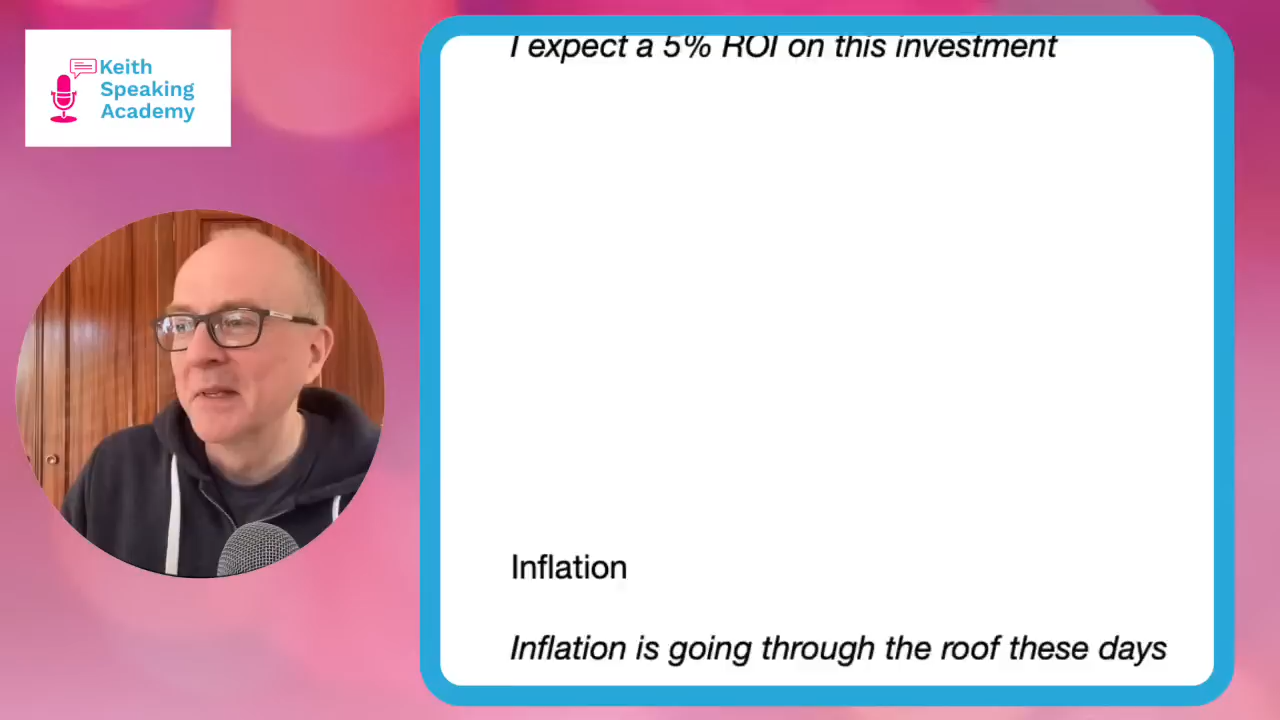 Keith
Speaking
Academy
I expect a 5% ROI on this investment
Inflation
Inflation is going through the roof these days